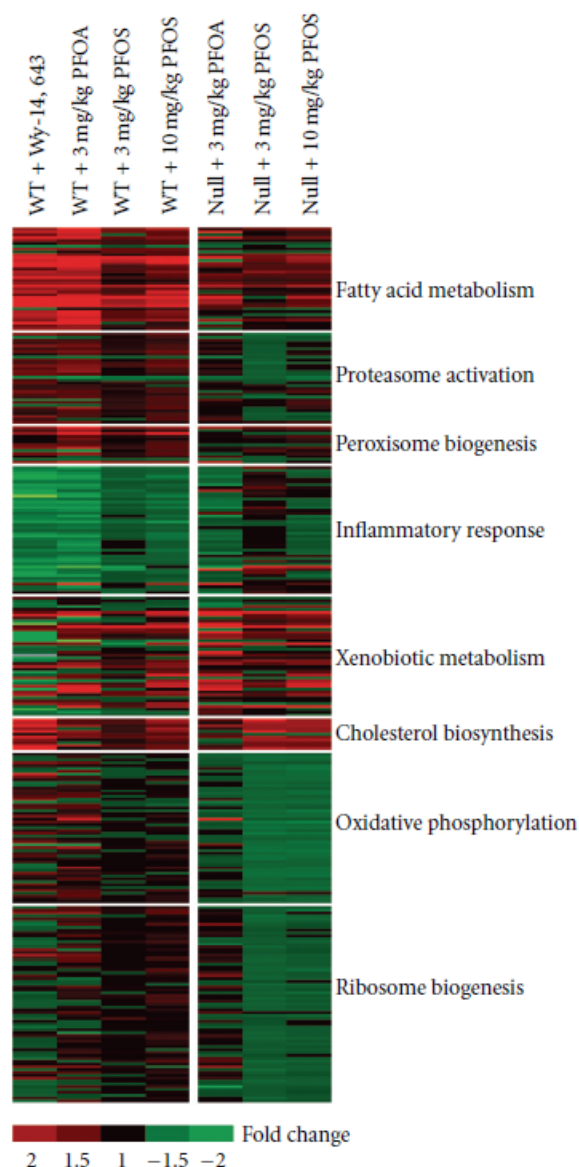 WT + Wy-14, 643
WT + 3 mg/kg PFOA
WT + 3 mg/kg PFOS
WT + 10 mg/kg PFOS
Null + 3 mg/kg PFOA
Null + 3 mg/kg PFOS
Null + 10 mg/kg PFOS
Fatty acid metabolism
Proteasome activation
Peroxisome biogenesis
Inflammatory response
Xenobiotic metabolism
Cholesterol biosynthesis
Oxidative phosphorylation
Ribosome biogenesis
Fold change
2 1.5 1 −1.5 −2